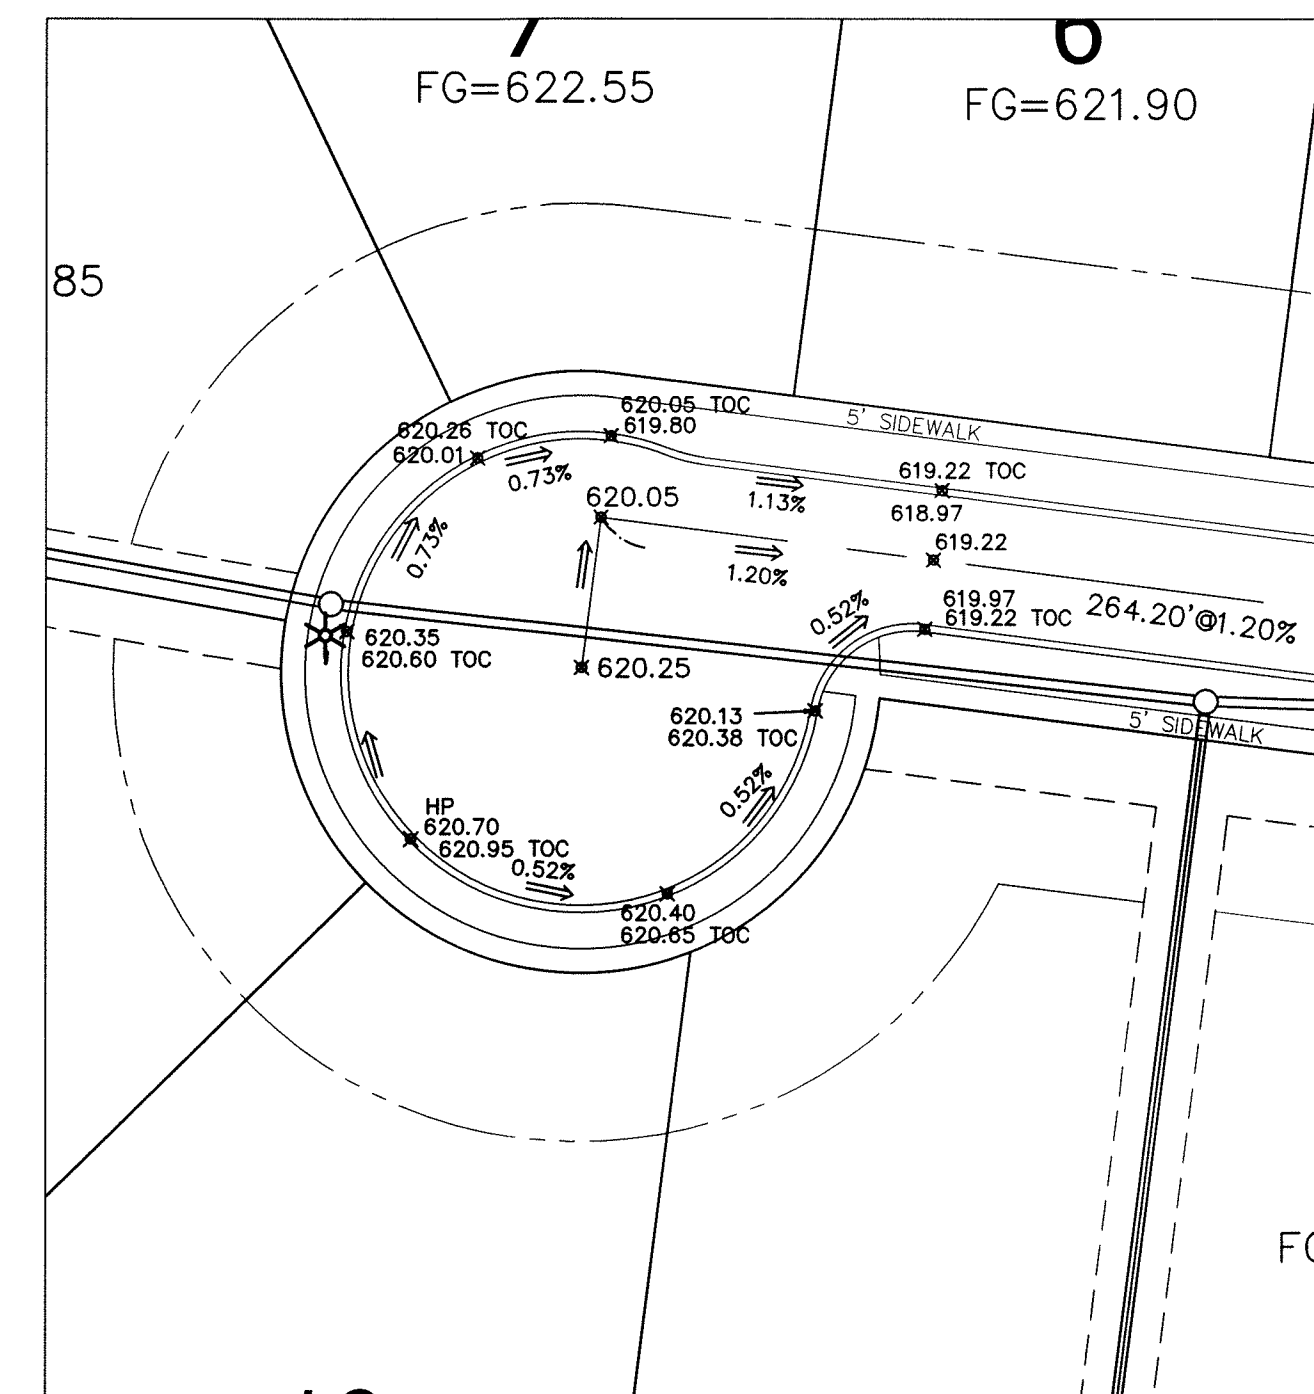 7
FG=622.55
6
FG=621.90
85
620.05 TOC
619.80
620.26 TOC
620.01
0.73%
5' SIDEWALK
619.22 TOC
618.97
1.13%
620.05
0.73%
619.22
1.20%
0.52%
619.97
619.22 TOC
264.20'@1.20%
620.35
620.60 TOC
620.25
620.13
620.38 TOC
5' SIDEWALK
0.52%
HP
620.70
620.95 TOC
0.52%
620.40
620.65 TOC